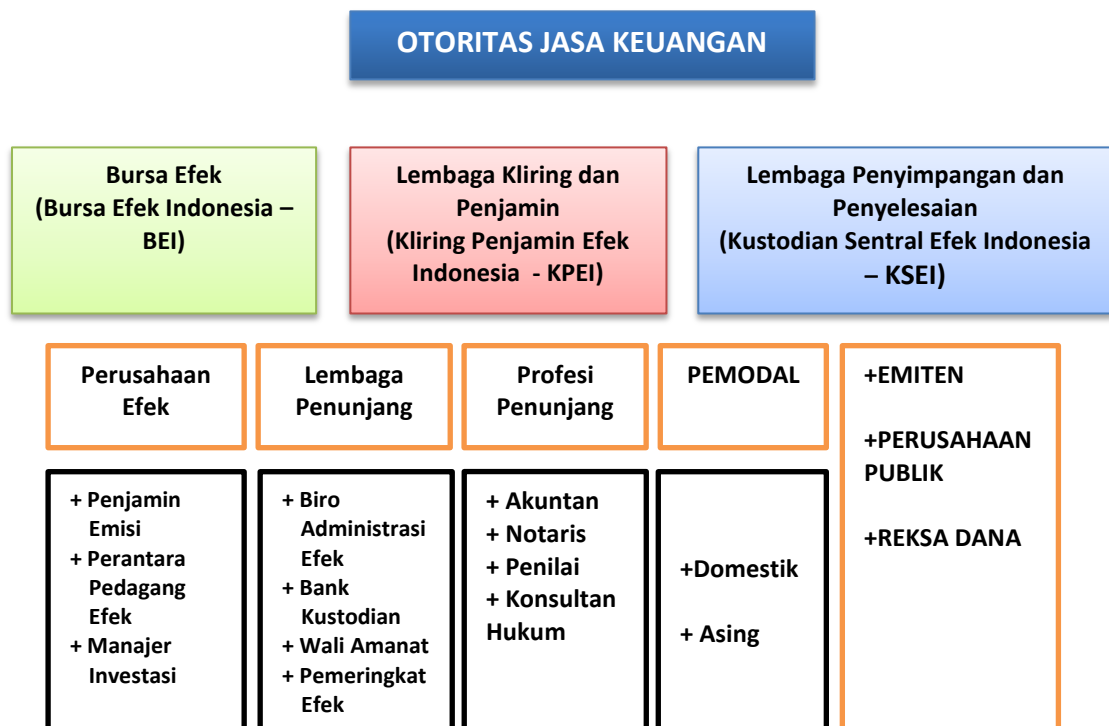 OTORITAS JASA KEUANGAN
Bursa Efek
(Bursa Efek Indonesia –
BEI)
Lembaga Kliring dan
Penjamin
(Kliring Penjamin Efek
Indonesia - KPEI)
Lembaga Penyimpangan dan
Penyelesaian
(Kustodian Sentral Efek Indonesia
– KSEI)
Perusahaan
Efek
Lembaga
Penunjang
Profesi
Penunjang
PEMODAL
+EMITEN
+PERUSAHAAN
PUBLIK
+REKSA DANA
+ Penjamin
Emisi
+ Perantara
Pedagang
Efek
+ Manajer
Investasi
+ Biro
Administrasi
Efek
+ Bank
Kustodian
+ Wali Amanat
+ Pemeringkat
Efek
+ Akuntan
+ Notaris
+ Penilai
+ Konsultan
Hukum
+Domestik
+ Asing